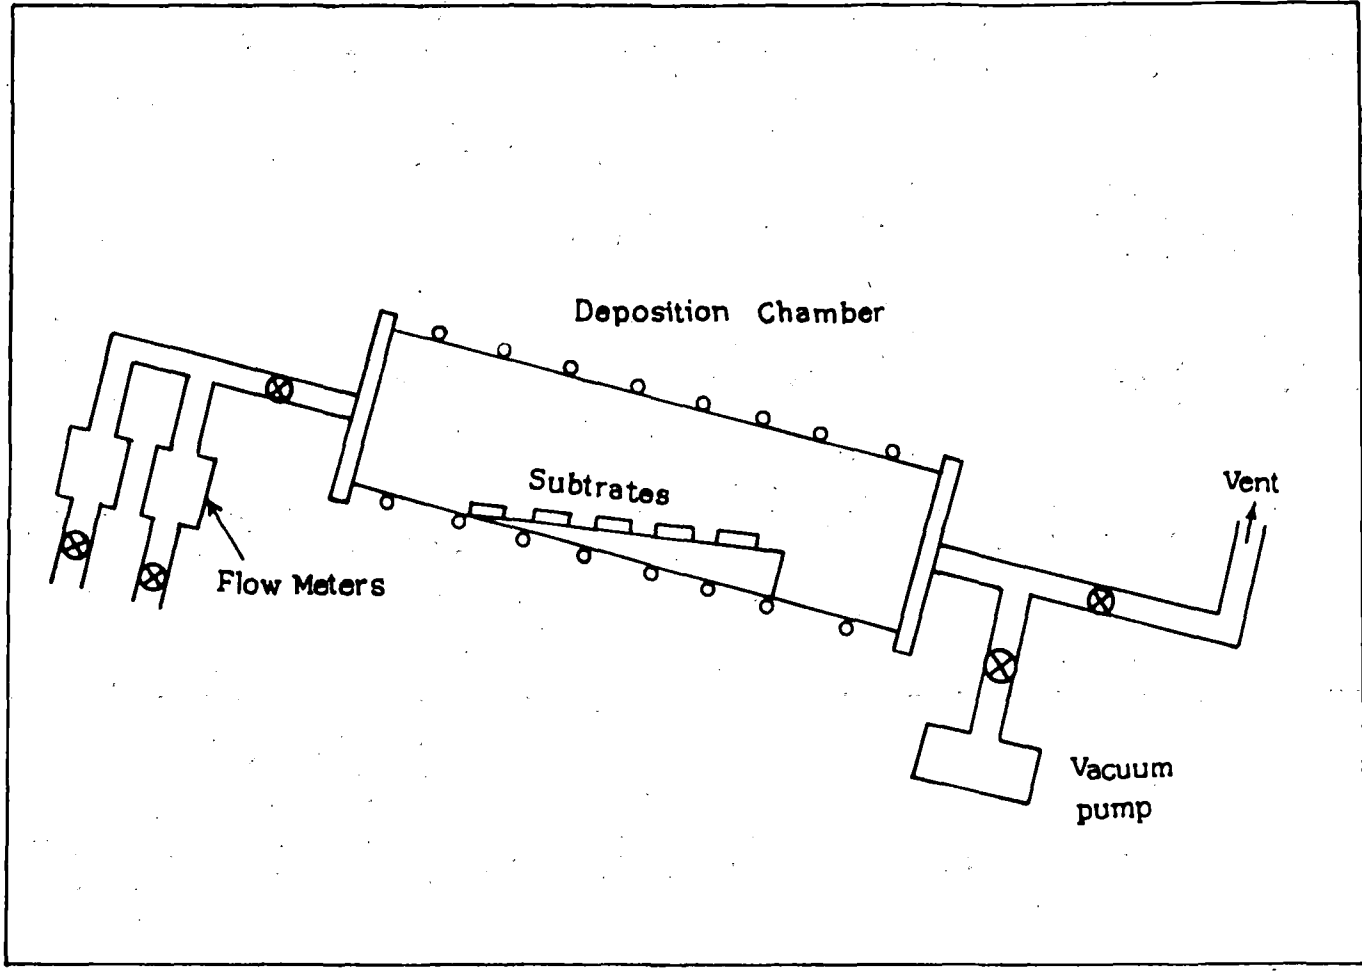 Deposition Chamber
Subtrates
Vent
Flow Meters
Vacuum
pump